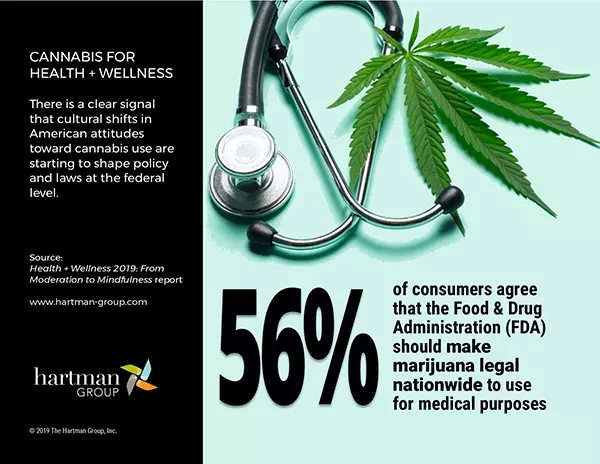 CANNABIS FOR
HEALTH + WELLNESS
There is a clear signal
that cultural shifts in
American attitudes
toward cannabis use are
starting to shape policy
and laws at the federal
level.
Source:
Health + Wellness 2019: From
Moderation to Mindfulness report
www.hartman-group.com
hartman
GROUP
© 2019 The Hartman Group, Inc.
56%
of consumers agree
that the Food & Drug
Administration (FDA)
should make
marijuana legal
nationwide to use
for medical purposes